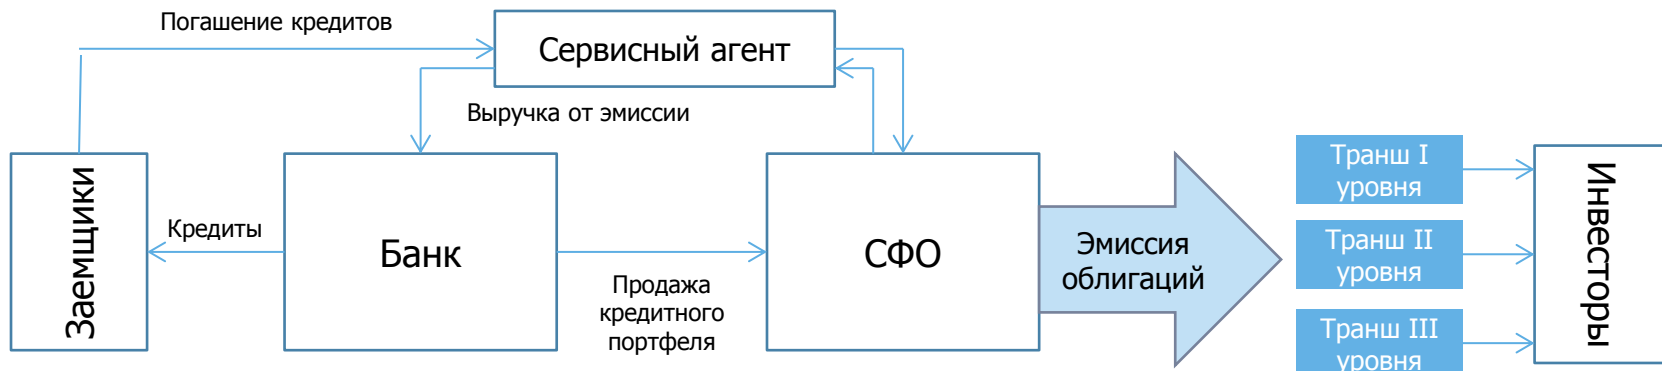 Погашение кредитов
Сервисный агент
Выручка от эмиссии
Заемщики
Кредиты
Банк
Продажа
кредитного
портфеля
СФО
Эмиссия
облигаций
Транш I
уровня
Транш II
уровня
Транш III
уровня
Инвесторы